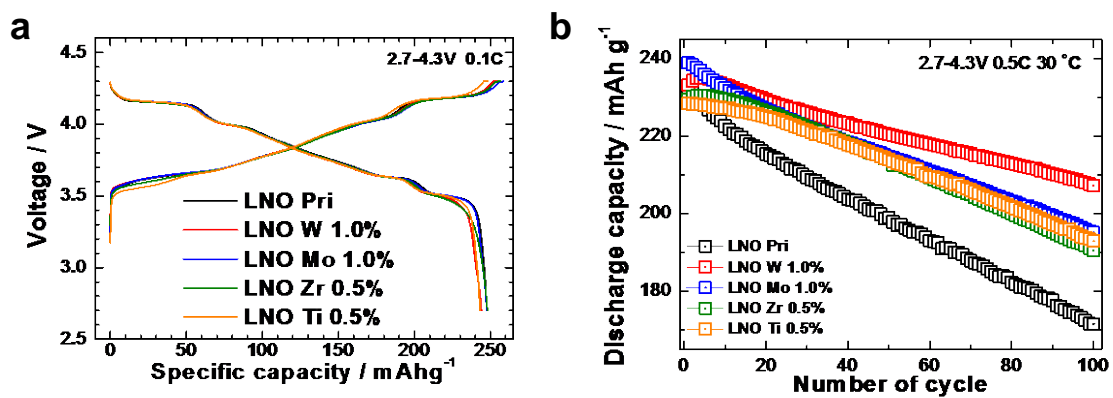 a
4.5
4.0
3.5
3.0
2.5
Voltage / V
2.7-4.3V 0.1C
LNO Pri
LNO W 1.0%
LNO Mo 1.0%
LNO Zr 0.5%
LNO Ti 0.5%
0 50 100 150 200 250
Specific capacity / mAhg-1
b
240
220
200
180
Discharge capacity / mAh g-1
2.7-4.3V 0.5C 30 °C
LNO Pri
LNO W 1.0%
LNO Mo 1.0%
LNO Zr 0.5%
LNO Ti 0.5%
0 20 40 60 80 100
Number of cycle